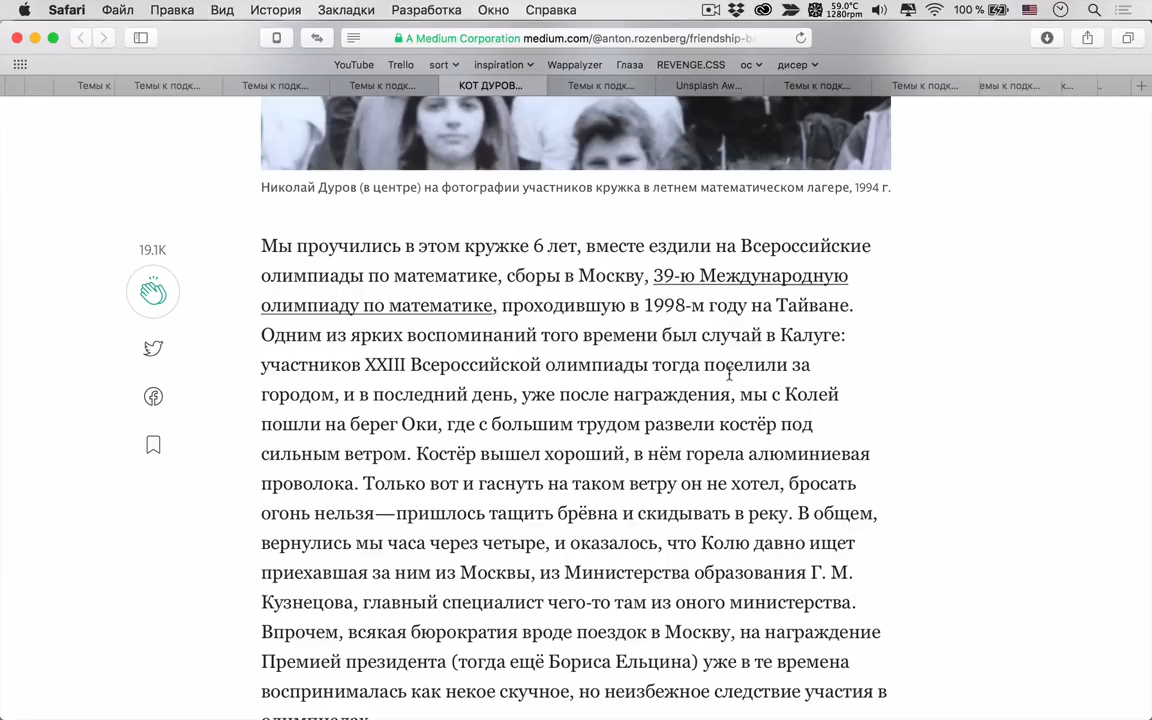 Safari Файл Правка Вид История Закладки Разработка Окно Справка 59.0°C 1280rpm 100 %
A Medium Corporation medium.com/@anton.rozenberg/friendship-b
YouTube Trello sort inspiration Wappalyzer Глаза REVENGE.CSS ос дисер
Темы к Темы к подк... Темы к подк... Темы к подк... КОТ ДУРОВ... Темы к подк... Unsplash Aw... Темы к подк... Темы к подк... емы к подк... к...
Николай Дуров (в центре) на фотографии участников кружка в летнем математическом лагере, 1994 г.
19.1K
Мы проучились в этом кружке 6 лет, вместе ездили на Всероссийские
олимпиады по математике, сборы в Москву, 39-ю Международную
олимпиаду по математике, проходившую в 1998-м году на Тайване.
Одним из ярких воспоминаний того времени был случай в Калуге:
участников XXIII Всероссийской олимпиады тогда поселили за
городом, и в последний день, уже после награждения, мы с Колей
пошли на берег Оки, где с большим трудом развели костёр под
сильным ветром. Костёр вышел хороший, в нём горела алюминиевая
проволока. Только вот и гаснуть на таком ветру он не хотел, бросать
огонь нельзя—пришлось тащить брёвна и скидывать в реку. В общем,
вернулись мы часа через четыре, и оказалось, что Колю давно ищет
приехавшая за ним из Москвы, из Министерства образования Г. М.
Кузнецова, главный специалист чего-то там из оного министерства.
Впрочем, всякая бюрократия вроде поездок в Москву, на награждение
Премией президента (тогда ещё Бориса Ельцина) уже в те времена
воспринималась как некое скучное, но неизбежное следствие участия в
олимпиадах.